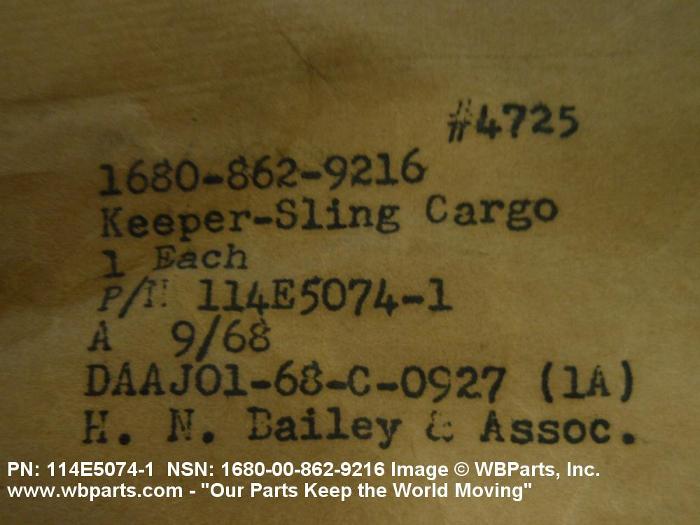 #4725
1680-862-9216
Keeper-Sling Cargo
1 Each
P/N 114E5074-1
A 9/68
DAAJ01-68-C-0927 (1A)
H. N. Bailey & Assoc.
PN: 114E5074-1 NSN: 1680-00-862-9216 Image © WBParts, Inc.
www.wbparts.com - "Our Parts Keep the World Moving"